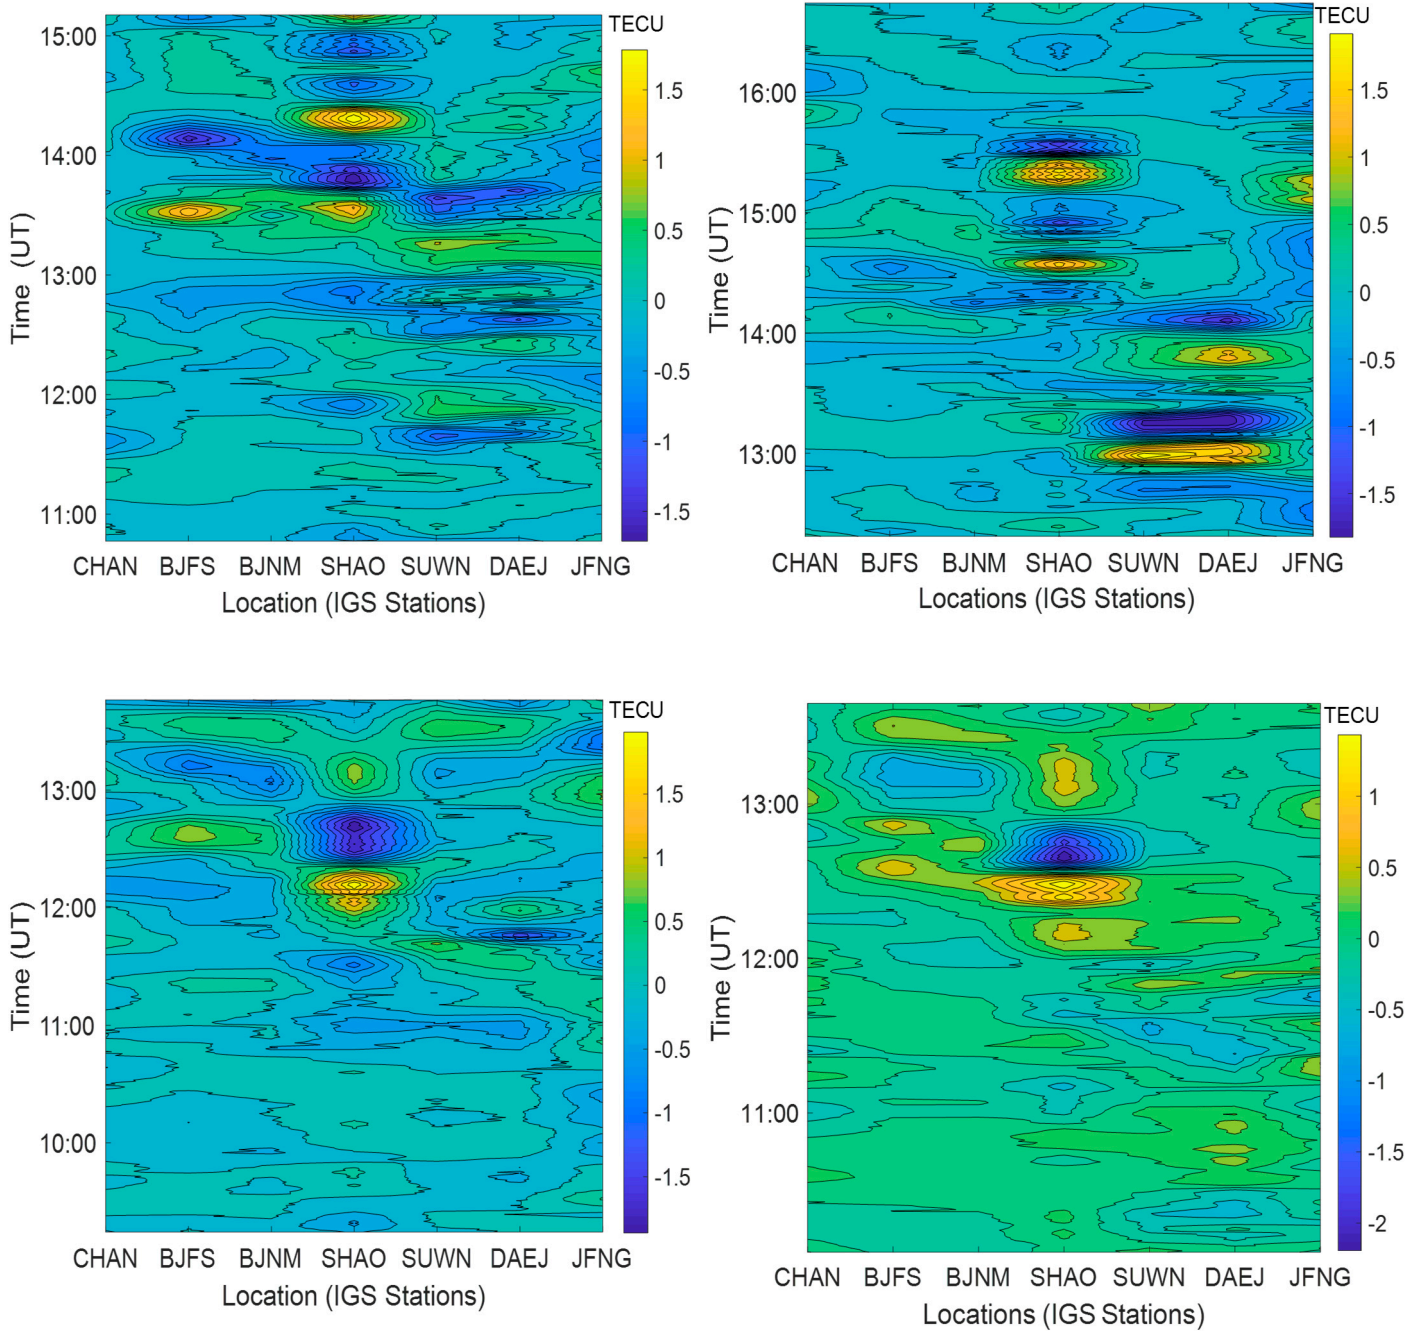 TECU
15:00
14:00
13:00
12:00
11:00
Time (UT)
1.5
1
0.5
0
-0.5
-1
-1.5
CHAN BJFS BJNM SHAO SUWN DAEJ JFNG
Location (IGS Stations)
TECU
16:00
15:00
14:00
13:00
Time (UT)
1.5
1
0.5
0
-0.5
-1
-1.5
CHAN BJFS BJNM SHAO SUWN DAEJ JFNG
Locations (IGS Stations)
TECU
13:00
12:00
11:00
10:00
Time (UT)
1.5
1
0.5
0
-0.5
-1
-1.5
CHAN BJFS BJNM SHAO SUWN DAEJ JFNG
Location (IGS Stations)
TECU
13:00
12:00
11:00
Time (UT)
1
0.5
0
-0.5
-1
-1.5
-2
CHAN BJFS BJNM SHAO SUWN DAEJ JFNG
Locations (IGS Stations)